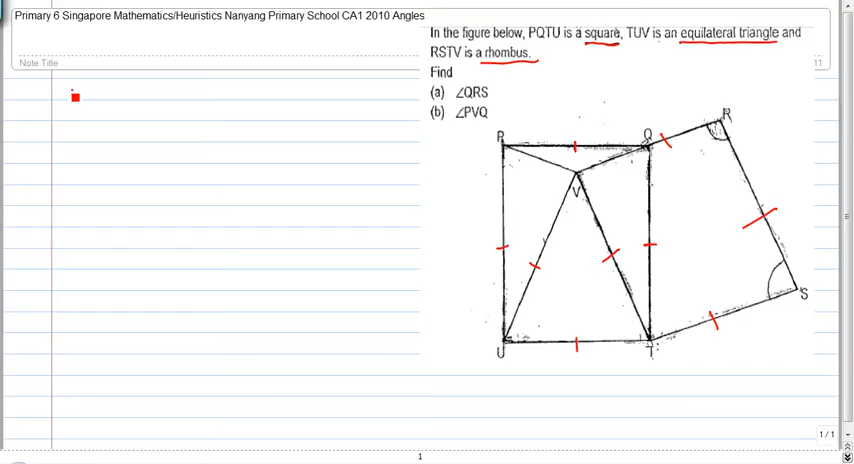 Primary 6 Singapore Mathematics/Heuristics Nanyang Primary School CA1 2010 Angles
In the figure below, PQTU is a square, TUV is an equilateral triangle and
Note Title
11
RSTV is a rhombus.
Find
(a) ∠QRS
(b) ∠PVQ
R
P
Q
V
S
U
T
1 / 1
1